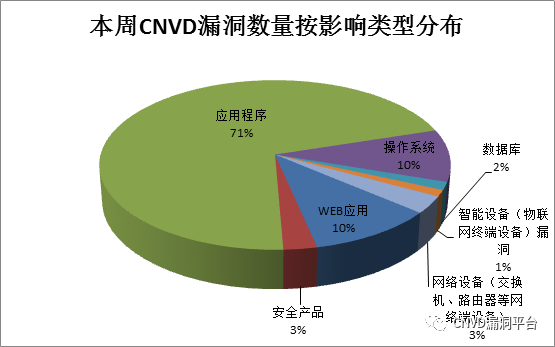 本周CNVD漏洞数量按影响类型分布
应用程序
71%
操作系统
10%
数据库
2%
智能设备（物联
网终端设备）漏
洞
1%
网络设备（交换
机、路由器等网
络端设备）
3%
WEB应用
10%
安全产品
3%
CNVD漏洞平台